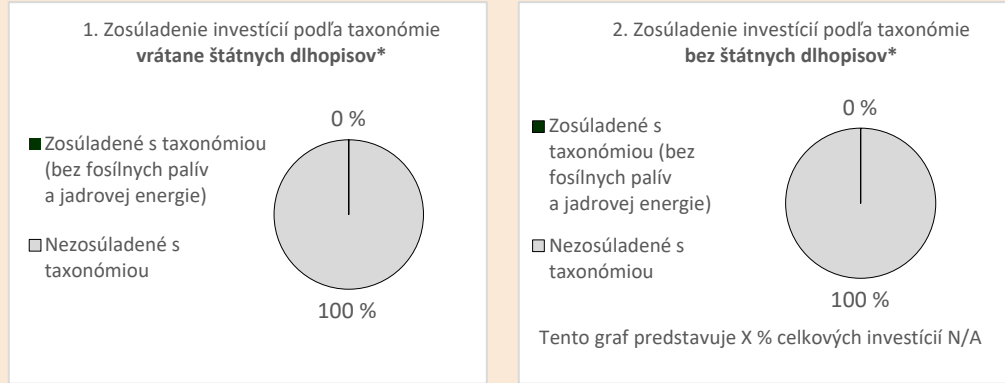 1. Zosúladenie investícií podľa taxonómie
vrátane štátnych dlhopisov*
0 %
Zosúladené s taxonómiou
(bez fosílnych palív
a jadrovej energie)
Nezosúladené s
taxonómiou
100 %
2. Zosúladenie investícií podľa taxonómie
bez štátnych dlhopisov*
0 %
Zosúladené s
taxonómiou (bez
fosílnych palív
a jadrovej energie)
Nezosúladené s
taxonómiou
100 %
Tento graf predstavuje X % celkových investícií N/A